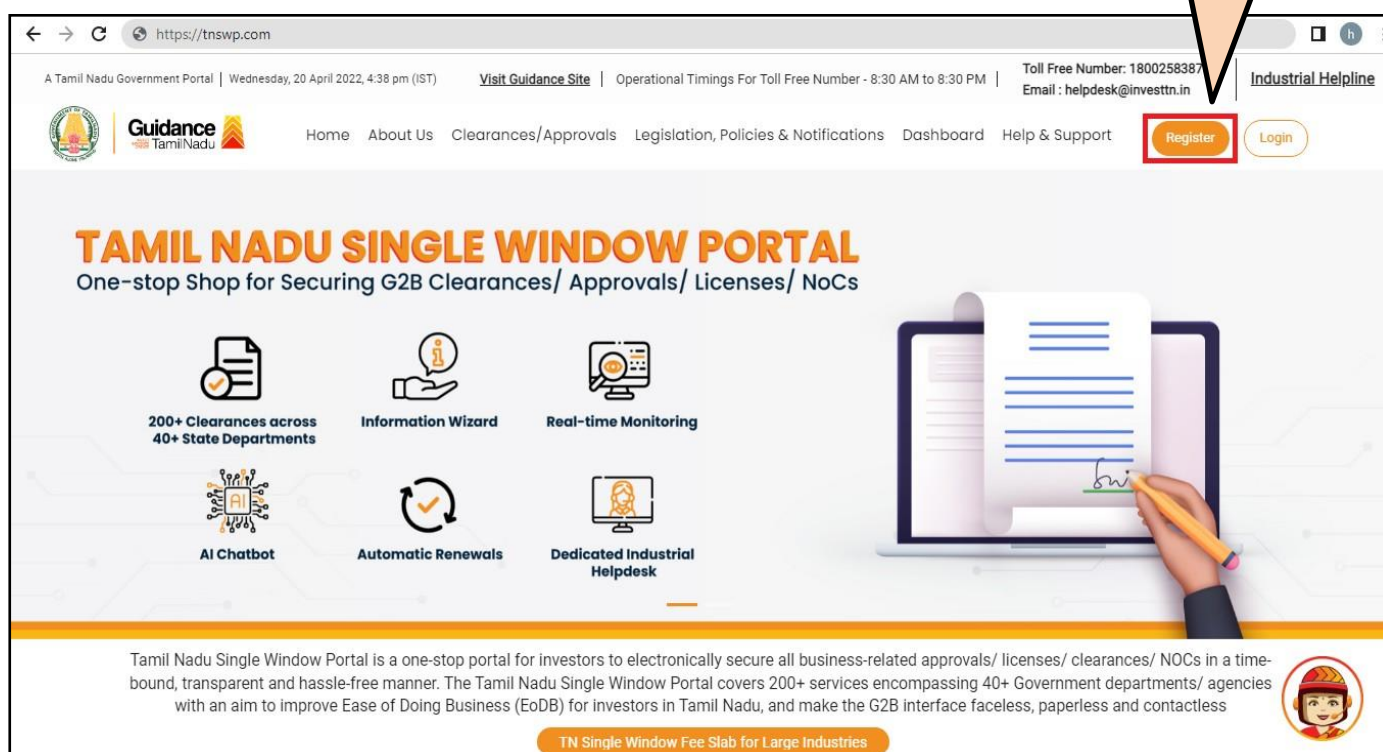 https://tnswp.com
h
A Tamil Nadu Government Portal | Wednesday, 20 April 2022, 4:38 pm (IST)
Visit Guidance Site | Operational Timings For Toll Free Number - 8:30 AM to 8:30 PM |
Toll Free Number: 1800258387
Email : helpdesk@investtn.in
Industrial Helpline
Guidance
TamilNadu
Home About Us Clearances/Approvals Legislation, Policies & Notifications Dashboard Help & Support Register Login
TAMIL NADU SINGLE WINDOW PORTAL
One-stop Shop for Securing G2B Clearances/ Approvals/ Licenses/ NoCs
200+ Clearances across
40+ State Departments
Information Wizard
Real-time Monitoring
AI
AI Chatbot
Automatic Renewals
Dedicated Industrial
Helpdesk
Tamil Nadu Single Window Portal is a one-stop portal for investors to electronically secure all business-related approvals/ licenses/ clearances/ NOCs in a time-
bound, transparent and hassle-free manner. The Tamil Nadu Single Window Portal covers 200+ services encompassing 40+ Government departments/ agencies
with an aim to improve Ease of Doing Business (EoDB) for investors in Tamil Nadu, and make the G2B interface faceless, paperless and contactless
TN Single Window Fee Slab for Large Industries